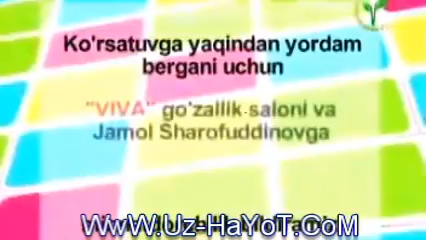 Ko'rsatuvga yaqindan yordam
bergani uchun
"VIVA" go'zallik saloni va
Jamol Sharofuddinovga
WwW.Uz-HaYoT.CoM